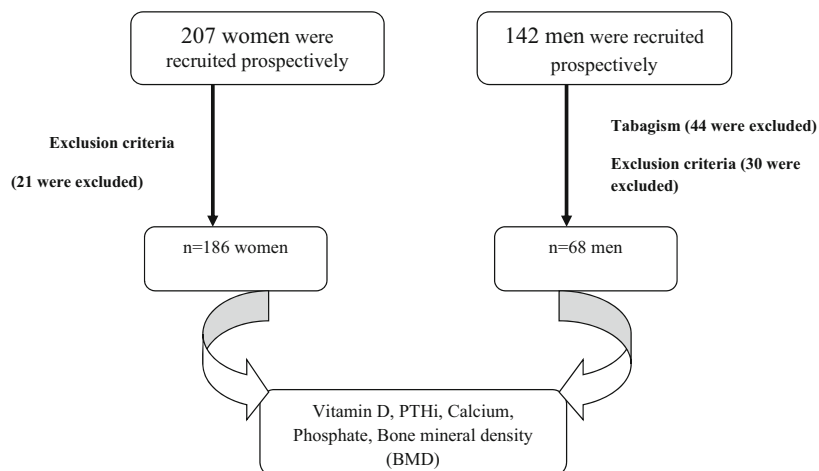 207 women were
recruited prospectively
142 men were recruited
prospectively
Exclusion criteria
(21 were excluded)
Tabagism (44 were excluded)
Exclusion criteria (30 were
excluded)
n=186 women
n=68 men
Vitamin D, PTHi, Calcium,
Phosphate, Bone mineral density
(BMD)